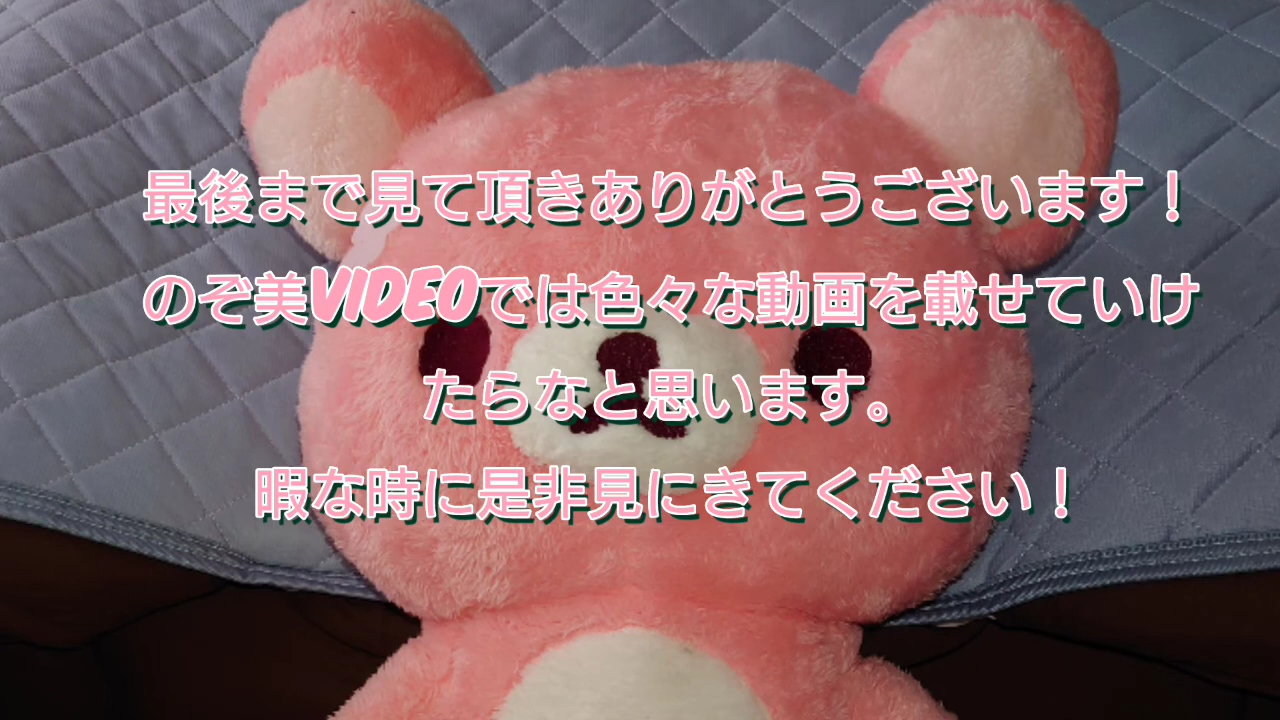 最後まで見て頂きありがとうございます！
のぞ美VIDEOでは色々な動画を載せていけ
たらなと思います。
暇な時に是非見にきてください！